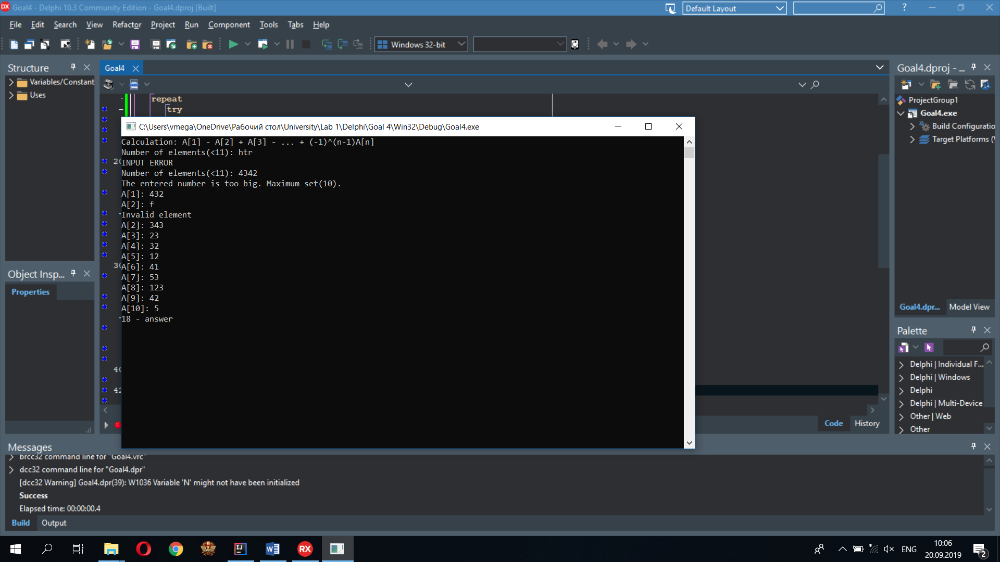 Goal4 - Delphi 10.3 Community Edition - Goal4.dproj [Built]
Default Layout
?
File Edit Search View Refactor Project Run Component Tools Tabs Help
Windows 32-bit
Structure
Variables/Constant
Uses
Object Insp...
Properties
Goal4
repeat
try
20
30
40
42
C:\Users\vmega\OneDrive\Рабочий стол\University\Lab 1\Delphi\Goal 4\Win32\Debug\Goal4.exe
Calculation: A[1] - A[2] + A[3] - ... + (-1)^(n-1)A[n]
Number of elements(<11): htr
INPUT ERROR
Number of elements(<11): 4342
The entered number is too big. Maximum set(10).
A[1]: 432
A[2]: f
Invalid element
A[2]: 343
A[3]: 23
A[4]: 32
A[5]: 12
A[6]: 41
A[7]: 53
A[8]: 123
A[9]: 42
A[10]: 5
18 - answer
Code History
Goal4.dproj - ...
ProjectGroup1
Goal4.exe
Build Configuratio
Target Platforms (
Goal4.dpr... Model View
Palette
Delphi | Individual F...
Delphi | Windows
Delphi
Delphi | Multi-Device
Other | Web
Other
Messages
brcc32 command line for "Goal4.vrc"
dcc32 command line for "Goal4.dpr"
[dcc32 Warning] Goal4.dpr(39): W1036 Variable 'N' might not have been initialized
Success
Elapsed time: 00:00:00.4
Build Output
ENG
10:06
20.09.2019
2